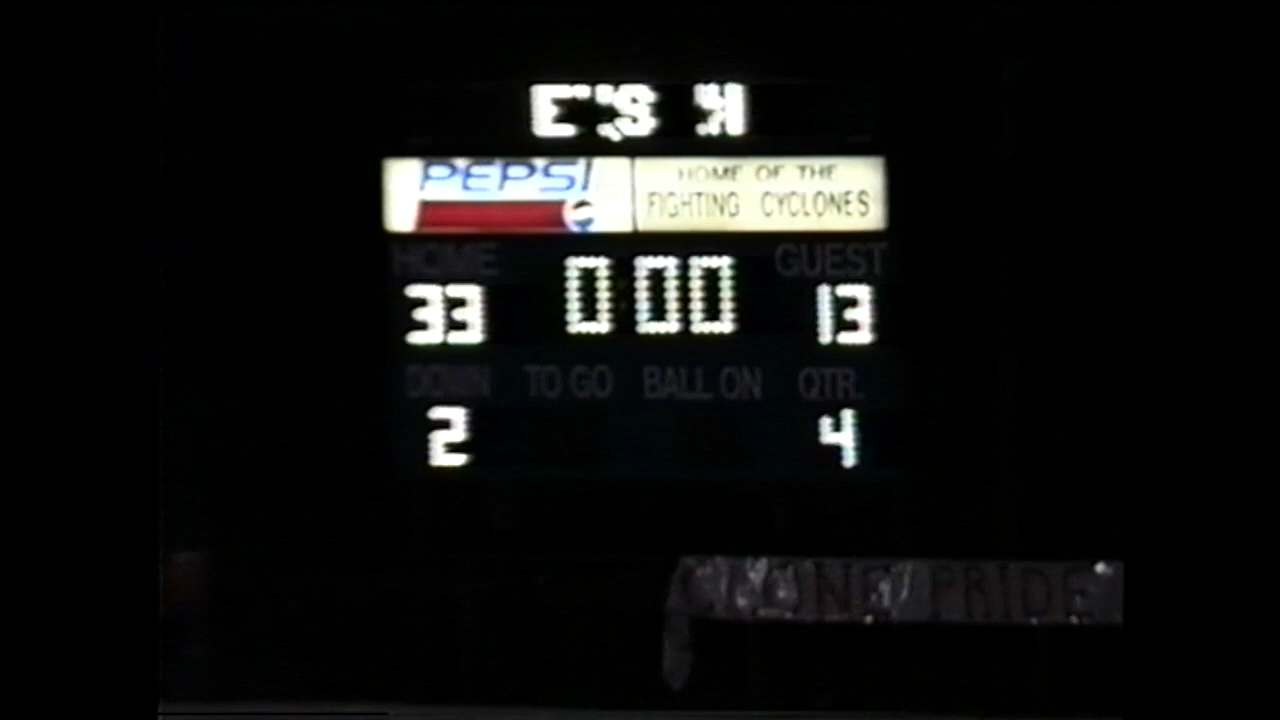 PEPSI
HOME OF THE
FIGHTING CYCLONES
HOME
GUEST
33
0 00
13
DOWN
TO GO
BALL ON
QTR.
2
4
PRIDE